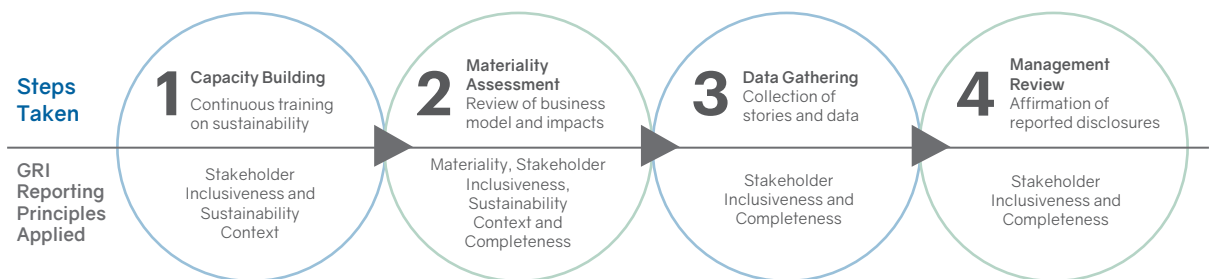 Steps
Taken
1
Capacity Building
Continuous training
on sustainability
2
Materiality
Assessment
Review of business
model and impacts
3
Data Gathering
Collection of
stories and data
4
Management
Review
Affirmation of
reported disclosures
GRI
Reporting
Principles
Applied
Stakeholder
Inclusiveness and
Sustainability
Context
Materiality, Stakeholder
Inclusiveness,
Sustainability
Context and
Completeness
Stakeholder
Inclusiveness and
Completeness
Stakeholder
Inclusiveness and
Completeness